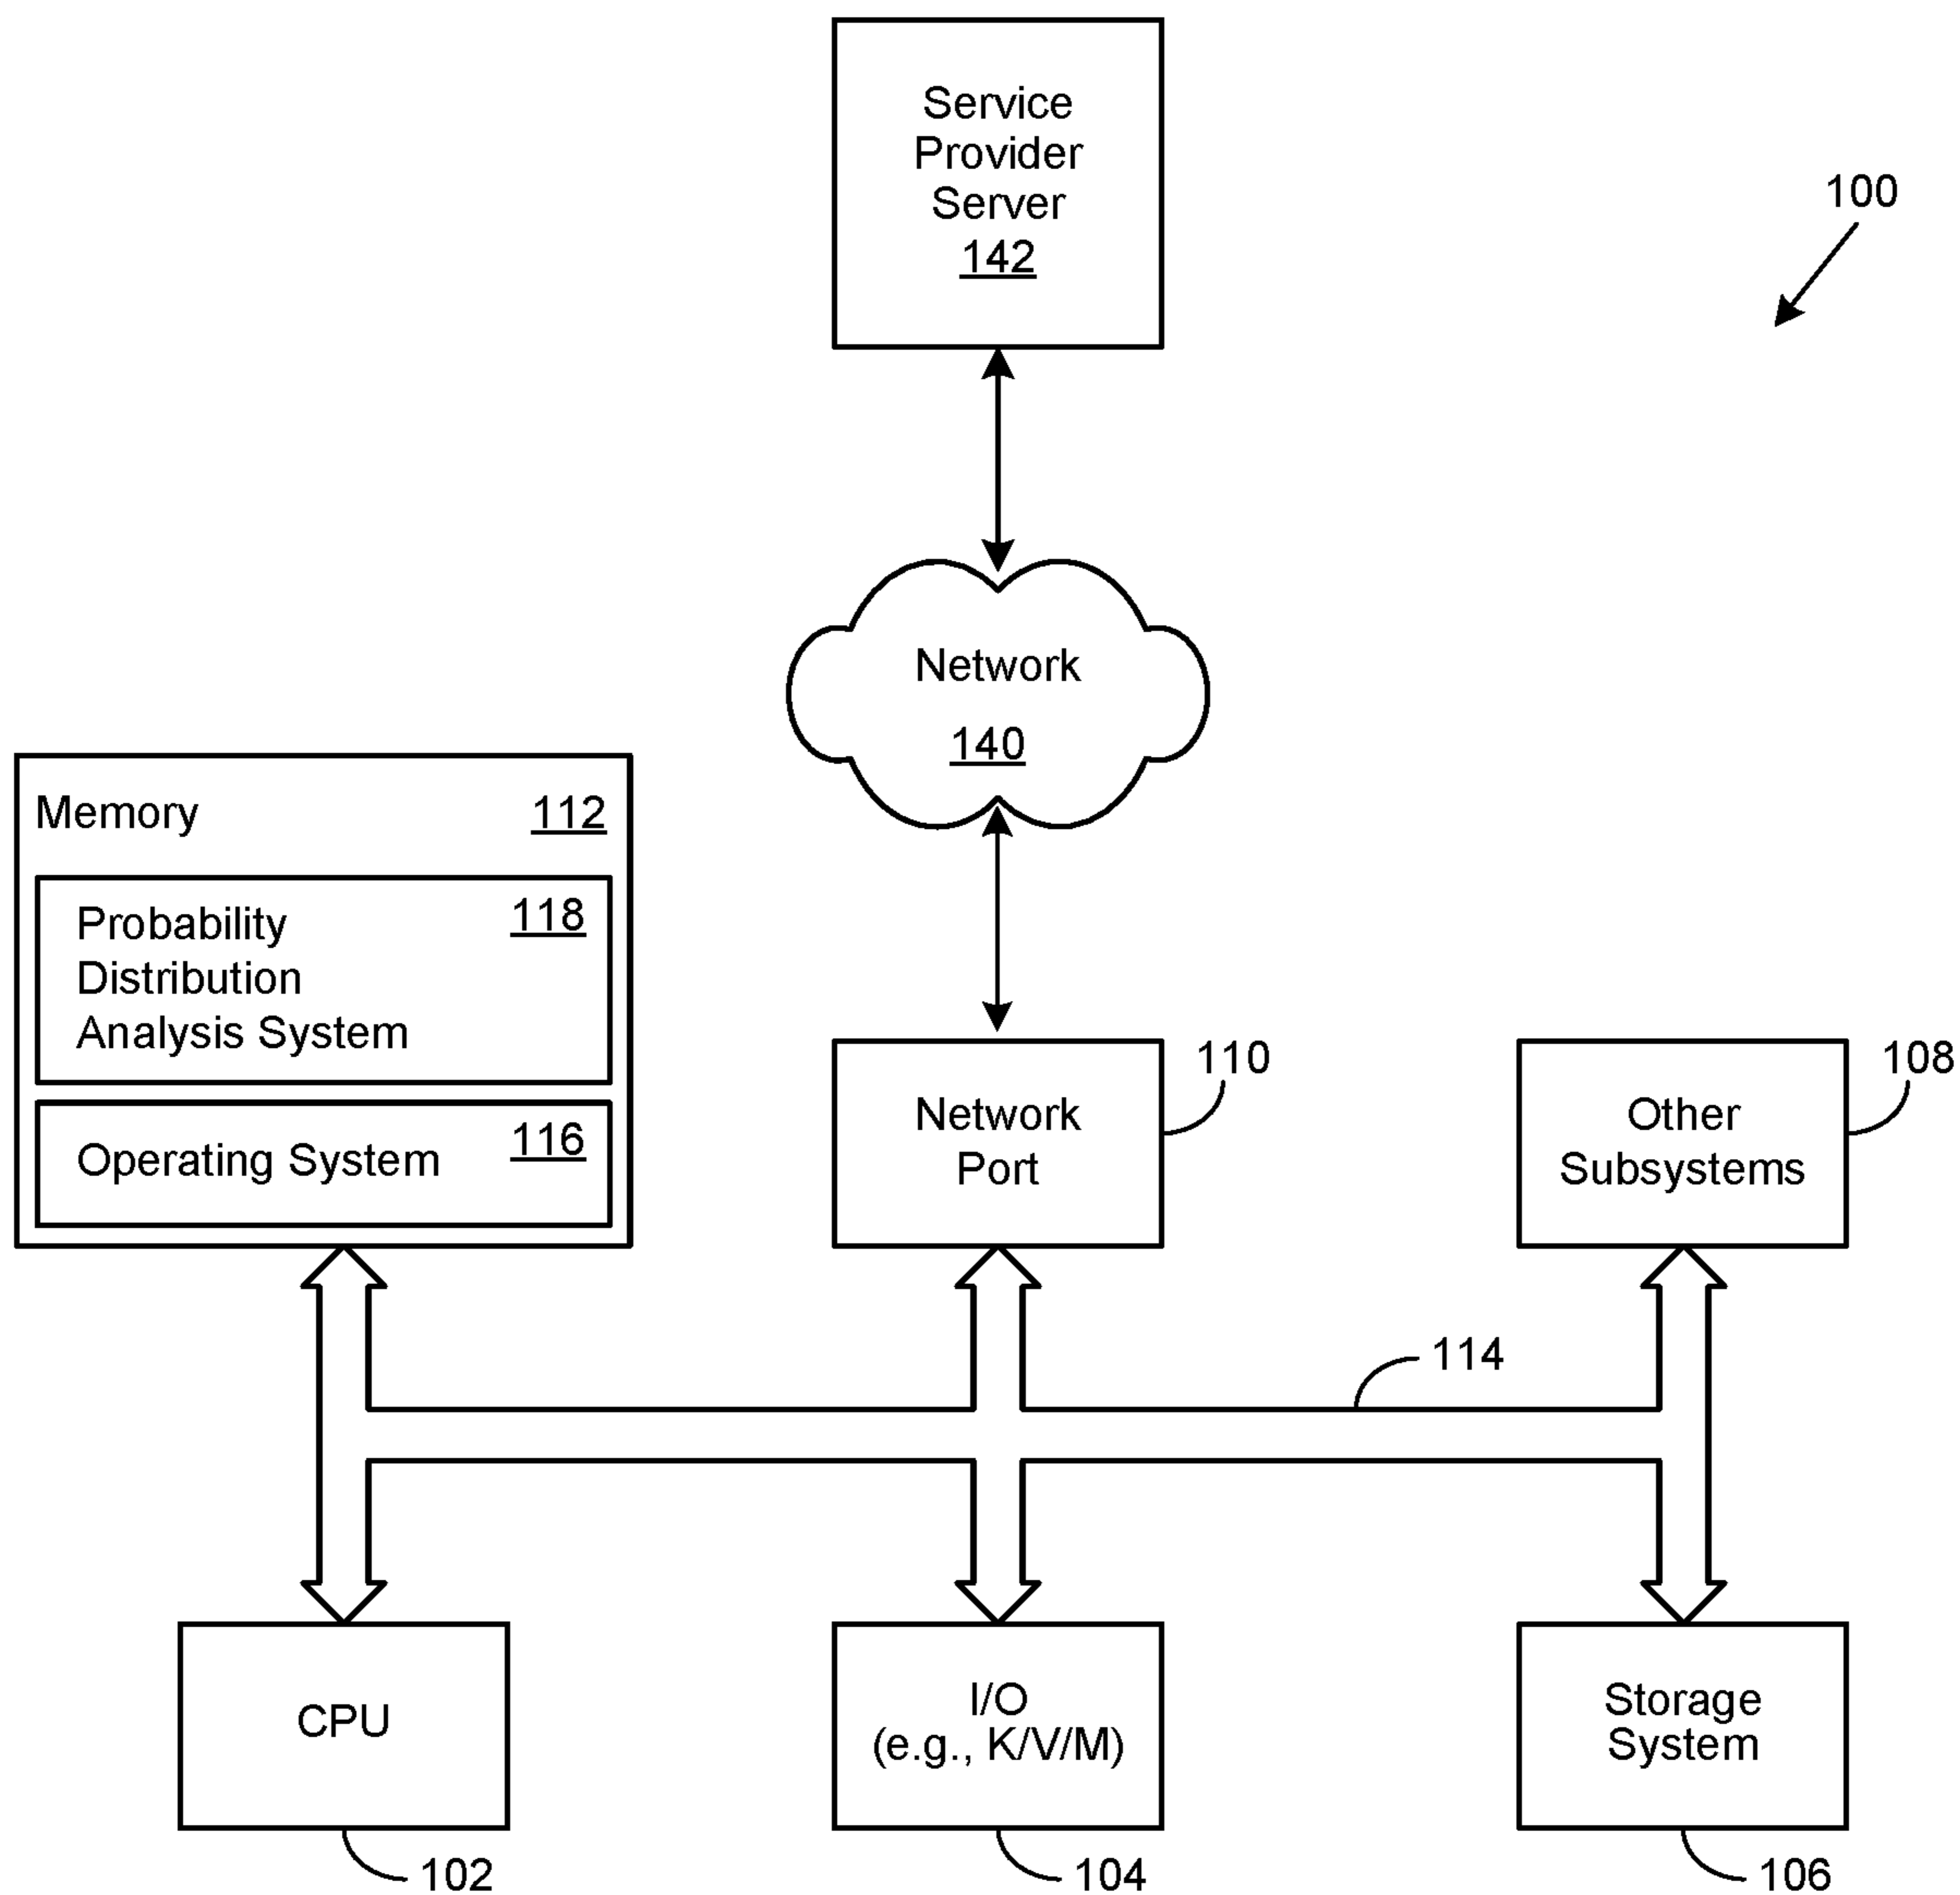 Service
Provider
Server
142
100
Network
140
Memory 112
Probability 118
Distribution
Analysis System
Operating System 116
Network
Port
110
Other
Subsystems
108
114
CPU
102
I/O
(e.g., K/V/M)
104
Storage
System
106